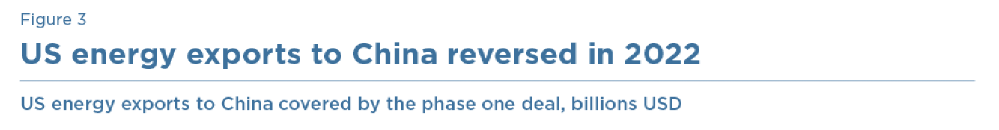 Figure 3
US energy exports to China reversed in 2022
US energy exports to China covered by the phase one deal, billions USD